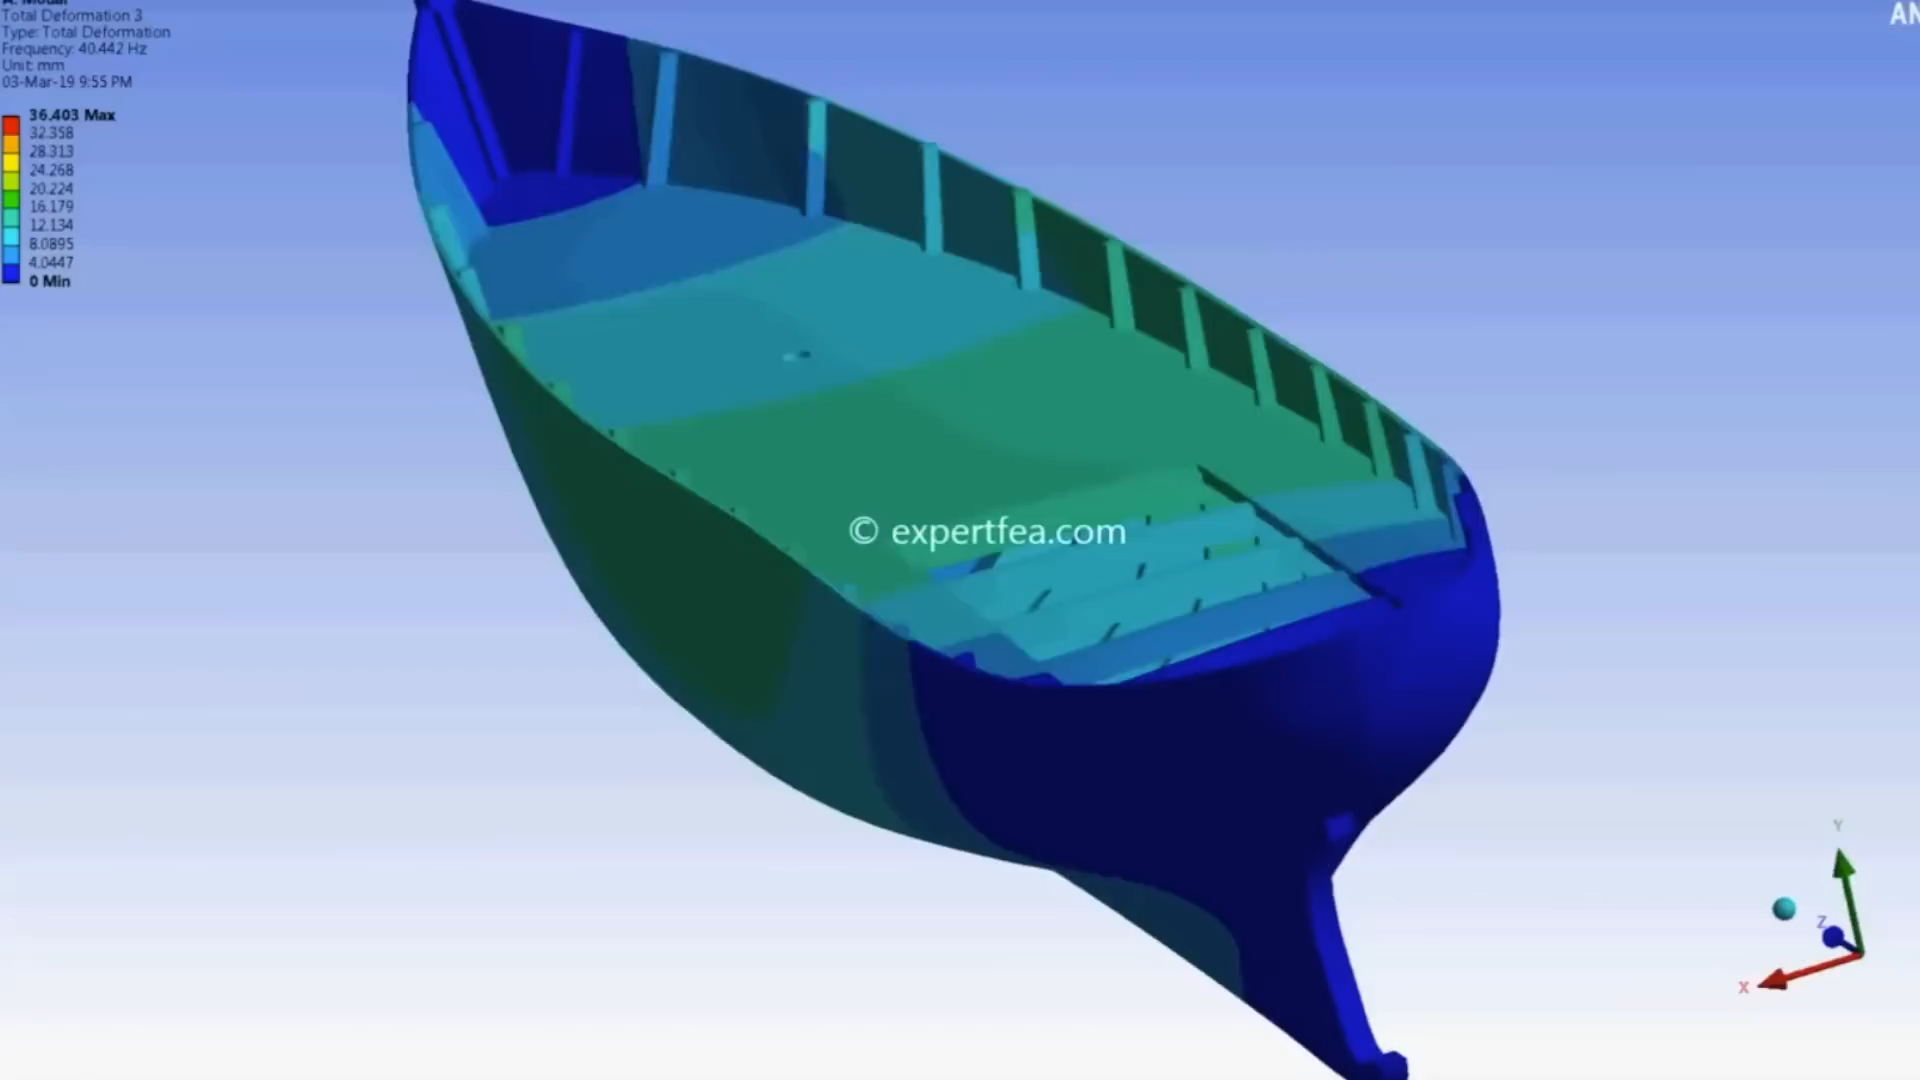 A: Modal
Total Deformation 3
Type: Total Deformation
Frequency: 40.442 Hz
Unit: mm
03-Mar-19 9:55 PM
36.403 Max
32.358
28.313
24.268
20.224
16.179
12.134
8.0895
4.0447
0 Min
AN
© expertfea.com
Y
Z
X